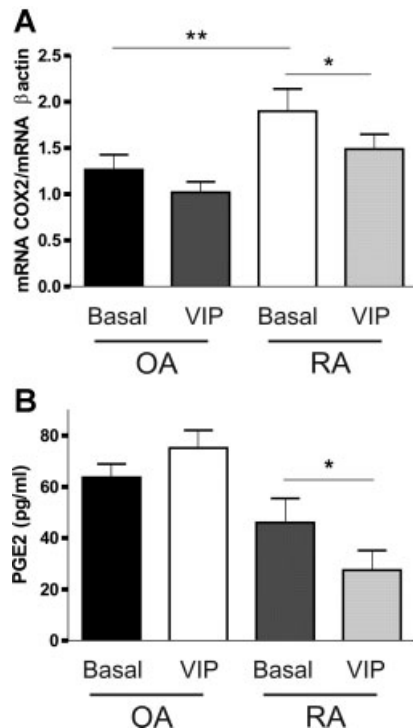 A
mRNA COX2/mRNA β actin
2.5
2.0
1.5
1.0
0.5
0.0
**
*
Basal VIP Basal VIP
OA RA
B
PGE2 (pg/ml)
80
60
40
20
0
*
Basal VIP Basal VIP
OA RA